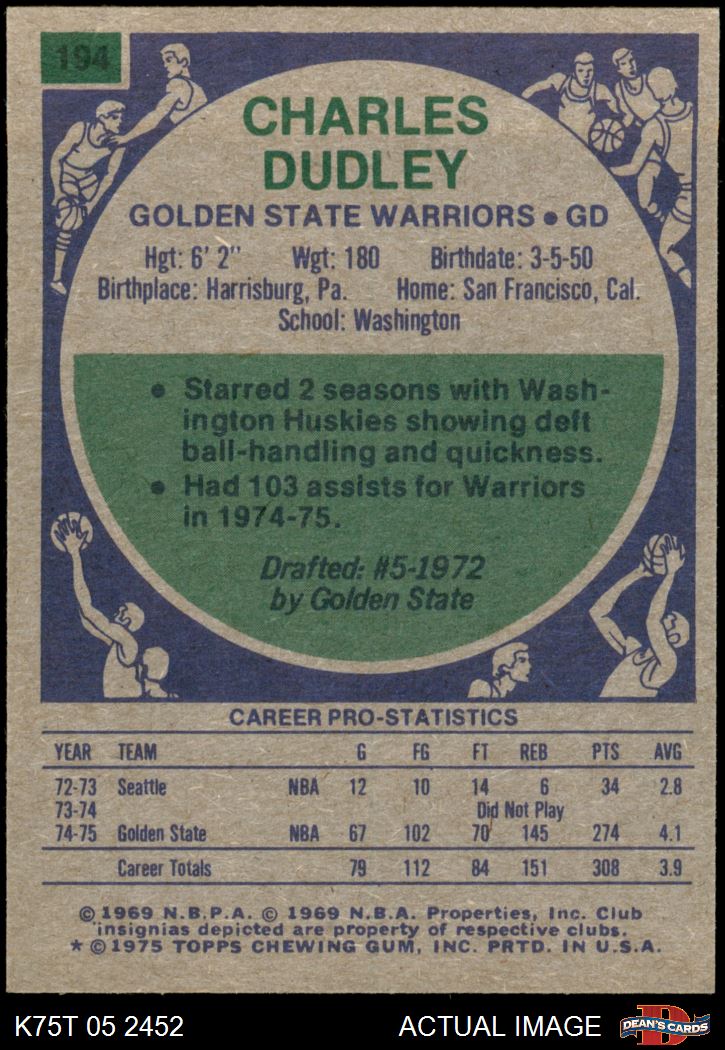 194
CHARLES
DUDLEY
GOLDEN STATE WARRIORS • GD
Hgt: 6' 2" Wgt: 180 Birthdate: 3-5-50
Birthplace: Harrisburg, Pa. Home: San Francisco, Cal.
School: Washington
• Starred 2 seasons with Wash-
ington Huskies showing deft
ball-handling and quickness.
• Had 103 assists for Warriors
in 1974-75.
Drafted: #5-1972
by Golden State
CAREER PRO-STATISTICS
YEAR TEAM G FG FT REB PTS AVG
72-73 Seattle NBA 12 10 14 6 34 2.8
73-74 Did Not Play
74-75 Golden State NBA 67 102 70 145 274 4.1
Career Totals 79 112 84 151 308 3.9
© 1969 N.B.P.A. © 1969 N.B.A. Properties, Inc. Club
insignias depicted are property of respective clubs.
* © 1975 TOPPS CHEWING GUM, INC. PRTD. IN U.S.A.
K75T 05 2452 ACTUAL IMAGE D DEAN'S CARDS